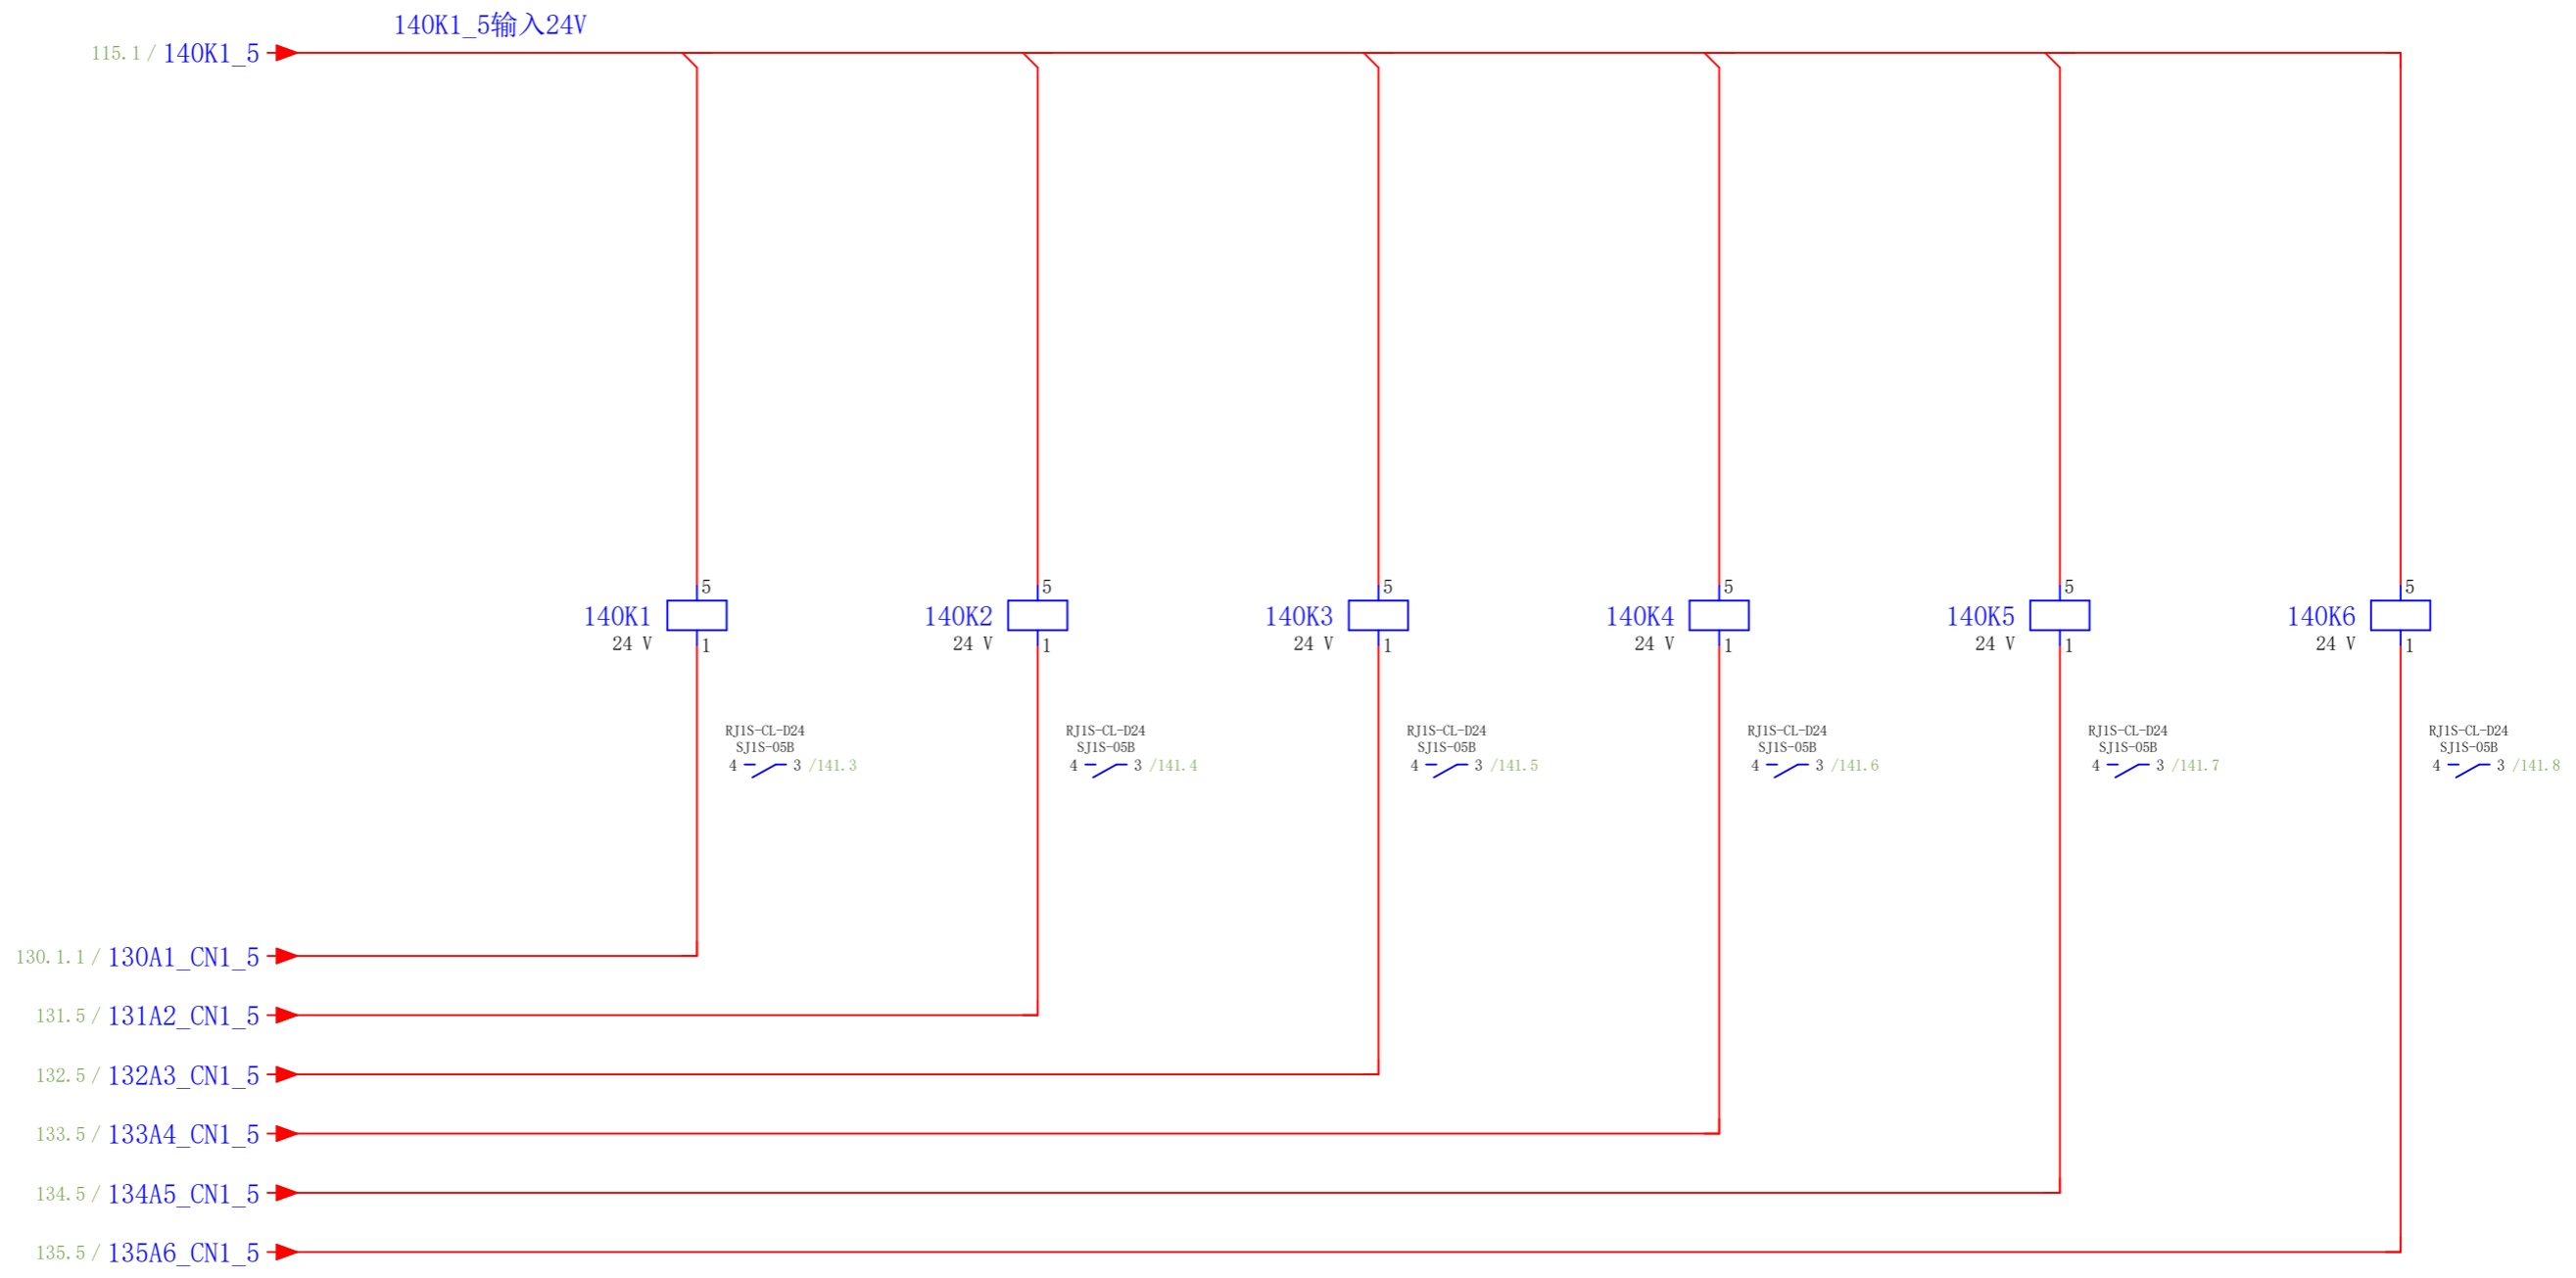 140K1_5输入24V
115.1 / 140K1_5
5 5 5 5 5 5
140K1 140K2 140K3 140K4 140K5 140K6
24 V 1 24 V 1 24 V 1 24 V 1 24 V 1 24 V 1
RJ1S-CL-D24 RJ1S-CL-D24 RJ1S-CL-D24 RJ1S-CL-D24 RJ1S-CL-D24 RJ1S-CL-D24
SJ1S-05B SJ1S-05B SJ1S-05B SJ1S-05B SJ1S-05B SJ1S-05B
4 3 /141.3 4 3 /141.4 4 3 /141.5 4 3 /141.6 4 3 /141.7 4 3 /141.8
130.1.1 / 130A1_CN1_5
131.5 / 131A2_CN1_5
132.5 / 132A3_CN1_5
133.5 / 133A4_CN1_5
134.5 / 134A5_CN1_5
135.5 / 135A6_CN1_5